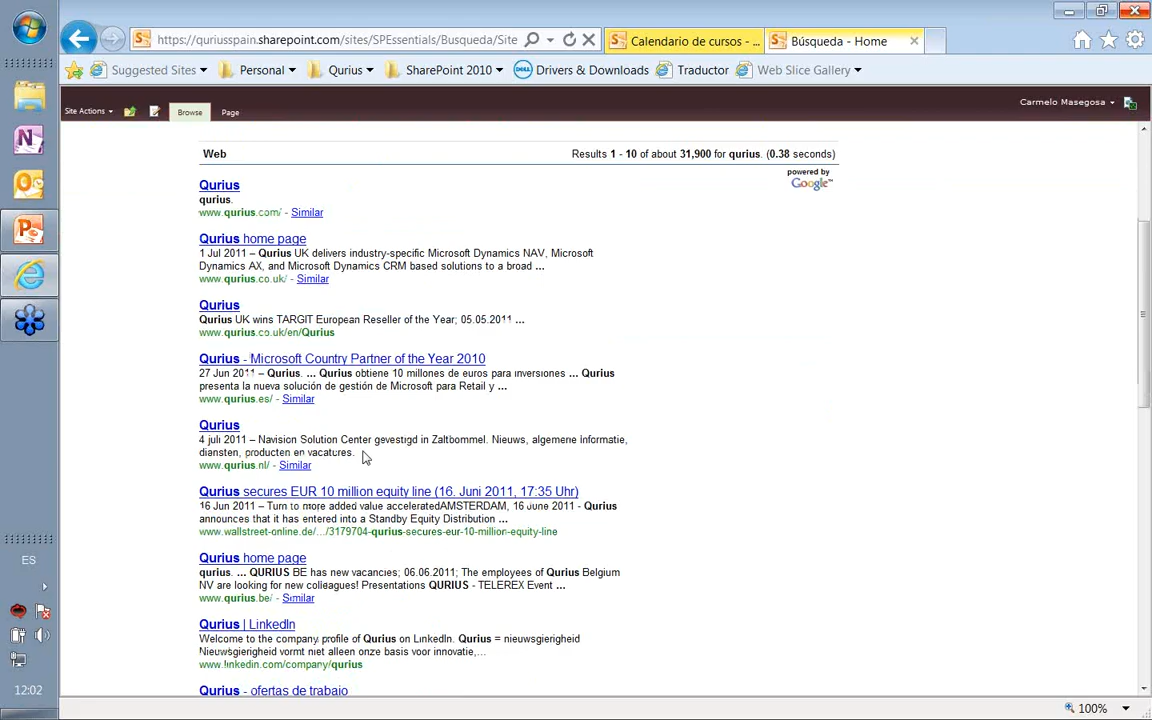 https://quriusspain.sharepoint.com/sites/SPEssentials/Busqueda/Site
Calendario de cursos - ...
Búsqueda - Home
Suggested Sites
Personal
Qurius
SharePoint 2010
Drivers & Downloads
Traductor
Web Slice Gallery
Site Actions
Browse
Page
Carmelo Masegosa
Web
Results 1 - 10 of about 31,900 for qurius. (0.38 seconds)
powered by
Google™
Qurius
qurius.
www.qurius.com/ - Similar
Qurius home page
1 Jul 2011 – Qurius UK delivers industry-specific Microsoft Dynamics NAV, Microsoft
Dynamics AX, and Microsoft Dynamics CRM based solutions to a broad ...
www.qurius.co.uk/ - Similar
Qurius
Qurius UK wins TARGIT European Reseller of the Year; 05.05.2011 ...
www.qurius.co.uk/en/Qurius
Qurius - Microsoft Country Partner of the Year 2010
27 Jun 2011 – Qurius. ... Qurius obtiene 10 millones de euros para inversiones ... Qurius
presenta la nueva solución de gestión de Microsoft para Retail y ...
www.qurius.es/ - Similar
Qurius
4 juli 2011 – Navision Solution Center gevestigd in Zaltbommel. Nieuws, algemene informatie,
diensten, producten en vacatures.
www.qurius.nl/ - Similar
Qurius secures EUR 10 million equity line (16. Juni 2011, 17:35 Uhr)
16 Jun 2011 – Turn to more added value acceleratedAMSTERDAM, 16 June 2011 - Qurius
announces that it has entered into a Standby Equity Distribution ...
www.wallstreet-online.de/.../3179704-qurius-secures-eur-10-million-equity-line
Qurius home page
qurius. ... QURIUS BE has new vacancies; 06.06.2011; The employees of Qurius Belgium
NV are looking for new colleagues! Presentations QURIUS - TELEREX Event ...
www.qurius.be/ - Similar
Qurius | LinkedIn
Welcome to the company profile of Qurius on LinkedIn. Qurius = nieuwsgierigheid
Nieuwsgierigheid vormt niet alleen onze basis voor innovatie,...
www.linkedin.com/company/qurius
Qurius - ofertas de trabajo
ES
12:02
100%